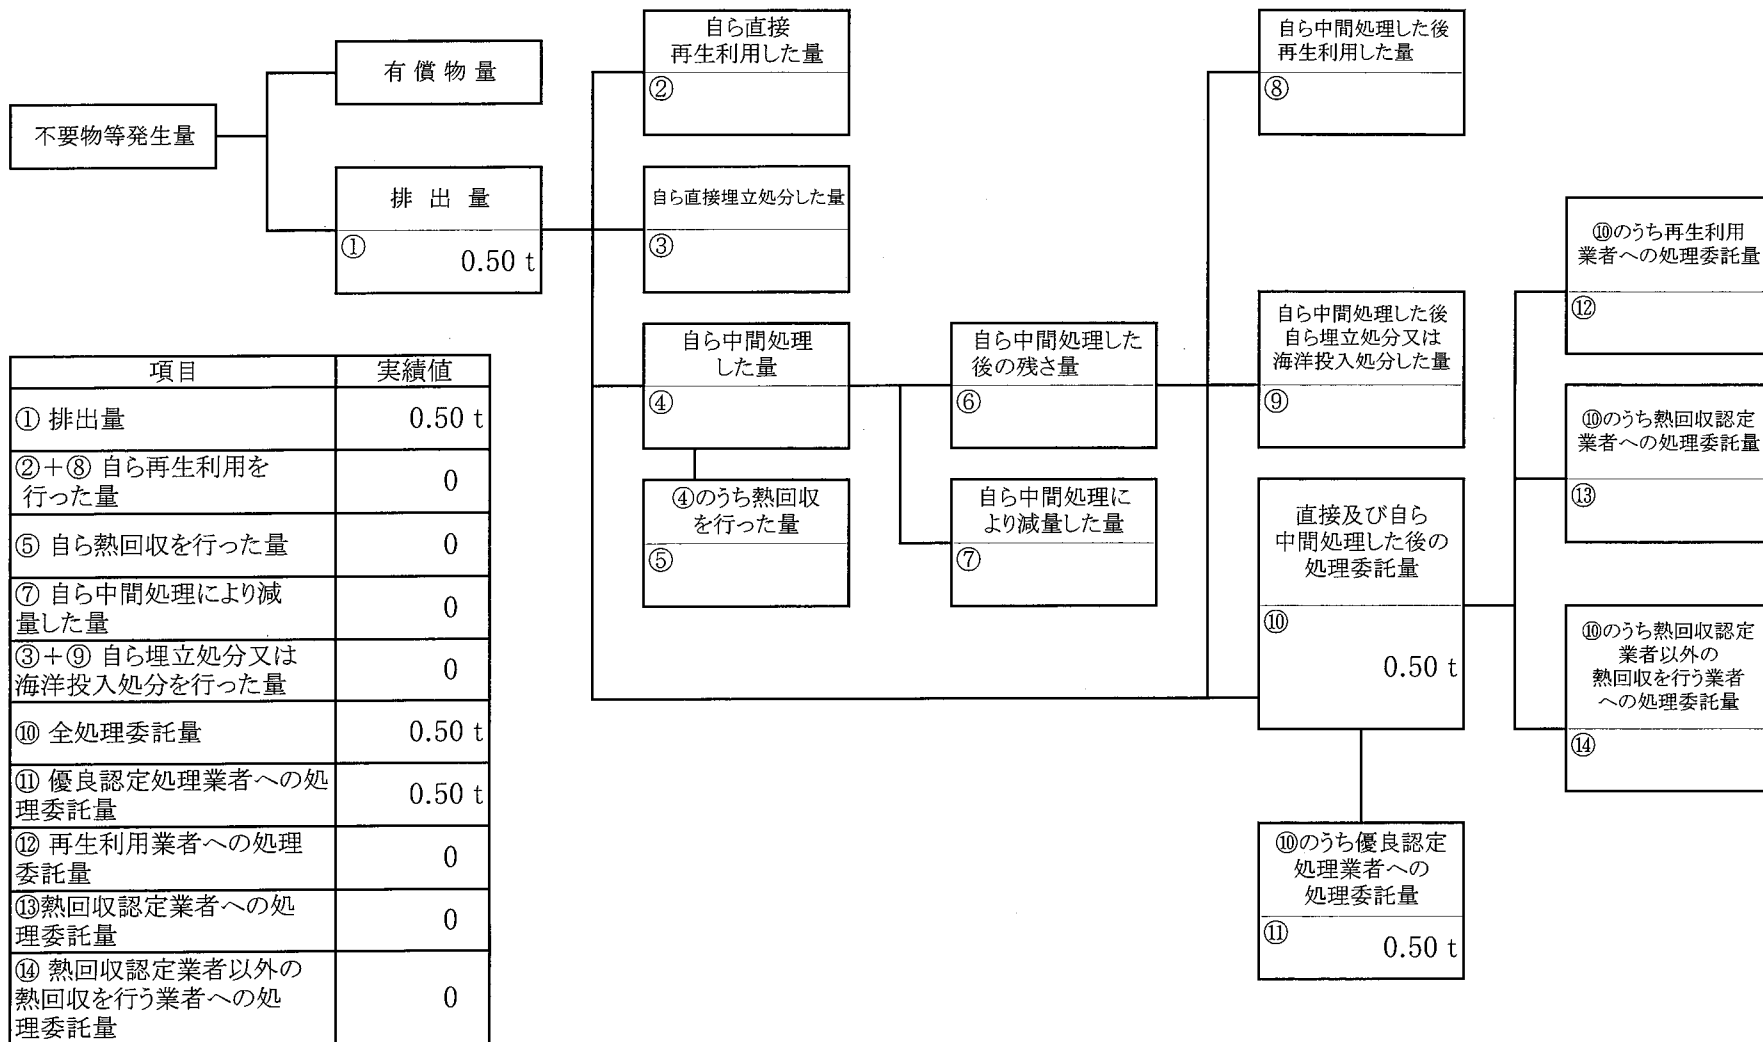 不要物等発生量
有償物量
排出量
①
0.50 t
自ら直接
再生利用した量
②
自ら直接埋立処分した量
③
自ら中間処理
した量
④
④のうち熱回収
を行った量
⑤
自ら中間処理した
後の残さ量
⑥
自ら中間処理に
より減量した量
⑦
自ら中間処理した後
再生利用した量
⑧
自ら中間処理した後
自ら埋立処分又は
海洋投入処分した量
⑨
直接及び自ら
中間処理した後の
処理委託量
⑩
0.50 t
⑩のうち優良認定
処理業者への
処理委託量
⑪
0.50 t
⑩のうち再生利用
業者への処理委託量
⑫
⑩のうち熱回収認定
業者への処理委託量
⑬
⑩のうち熱回収認定
業者以外の
熱回収を行う業者
への処理委託量
⑭
項目 実績値
① 排出量 0.50 t
②+⑧ 自ら再生利用を
行った量 0
⑤ 自ら熱回収を行った量 0
⑦ 自ら中間処理により減
量した量 0
③+⑨ 自ら埋立処分又は
海洋投入処分を行った量 0
⑩ 全処理委託量 0.50 t
⑪ 優良認定処理業者への処
理委託量 0.50 t
⑫ 再生利用業者への処理
委託量 0
⑬熱回収認定業者への処
理委託量 0
⑭ 熱回収認定業者以外の
熱回収を行う業者への処
理委託量 0